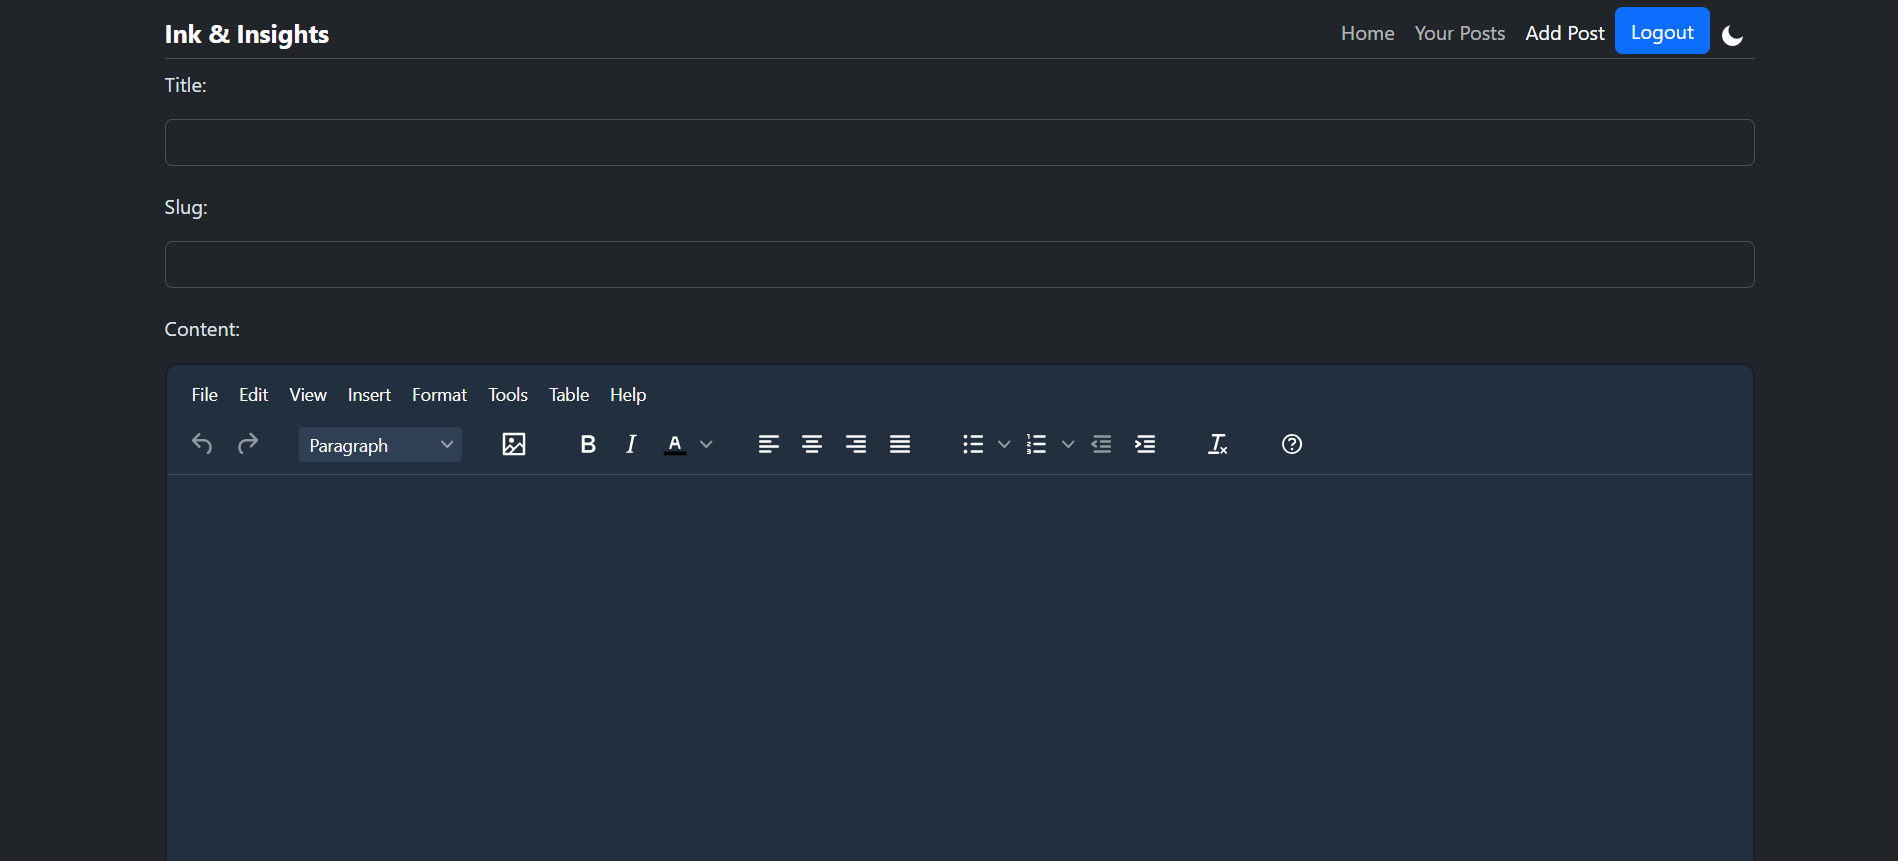 Ink & Insights
Home Your Posts Add Post Logout
Title:
Slug:
Content:
File Edit View Insert Format Tools Table Help
Paragraph